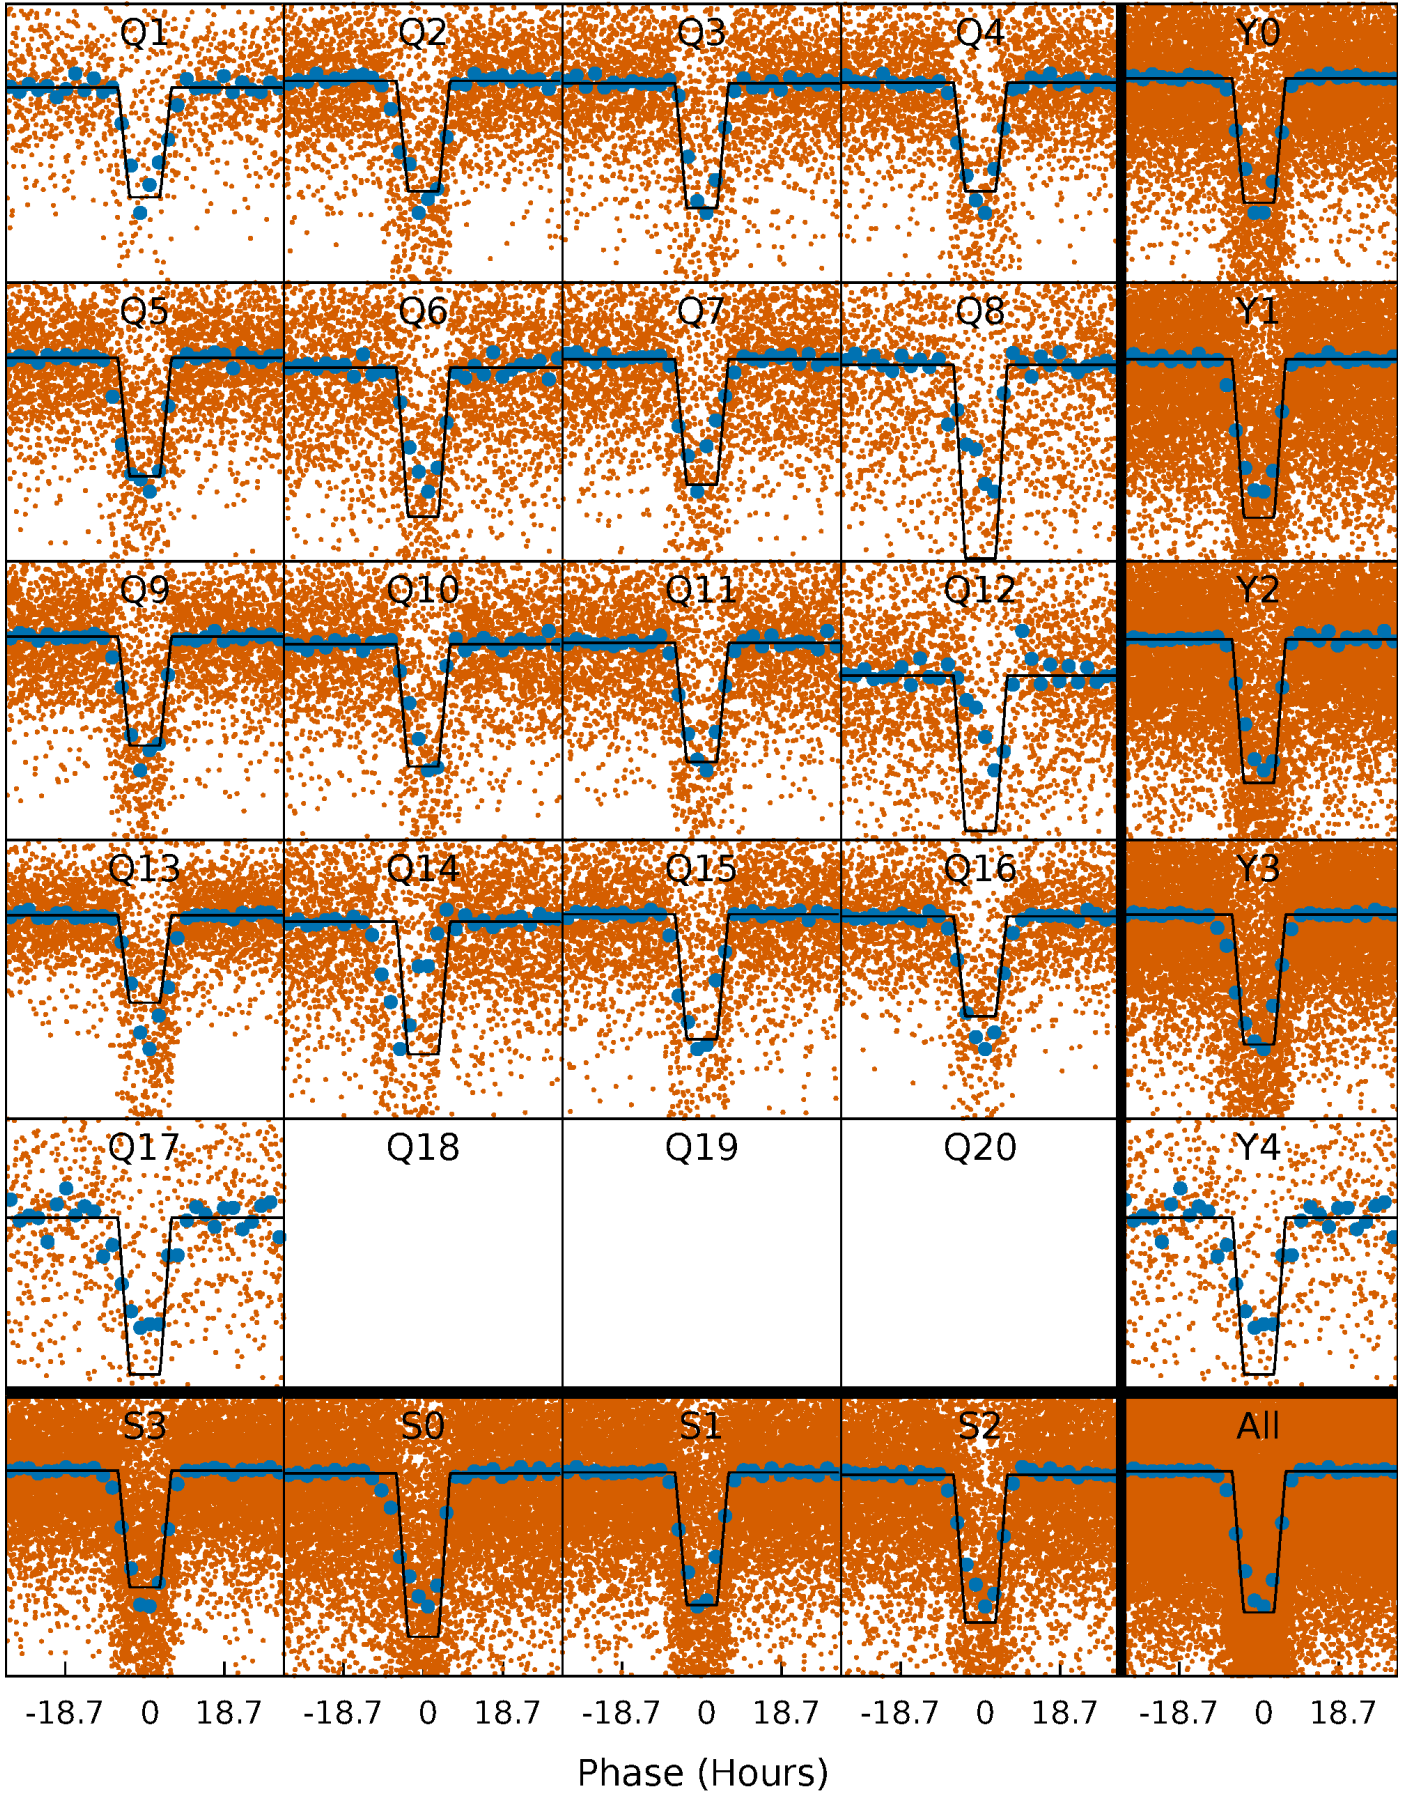 Q1 Q2 Q3 Q4 Y0
Q5 Q6 Q7 Q8 Y1
Q9 Q10 Q11 Q12 Y2
Q13 Q14 Q15 Q16 Y3
Q17 Q18 Q19 Q20 Y4
S3 S0 S1 S2 All
-18.7 0 18.7 -18.7 0 18.7 -18.7 0 18.7 -18.7 0 18.7 -18.7 0 18.7
Phase (Hours)